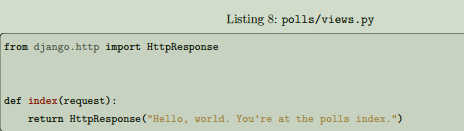 Listing 8: polls/views.py
from django.http import HttpResponse
def index(request):
    return HttpResponse("Hello, world. You're at the polls index.")